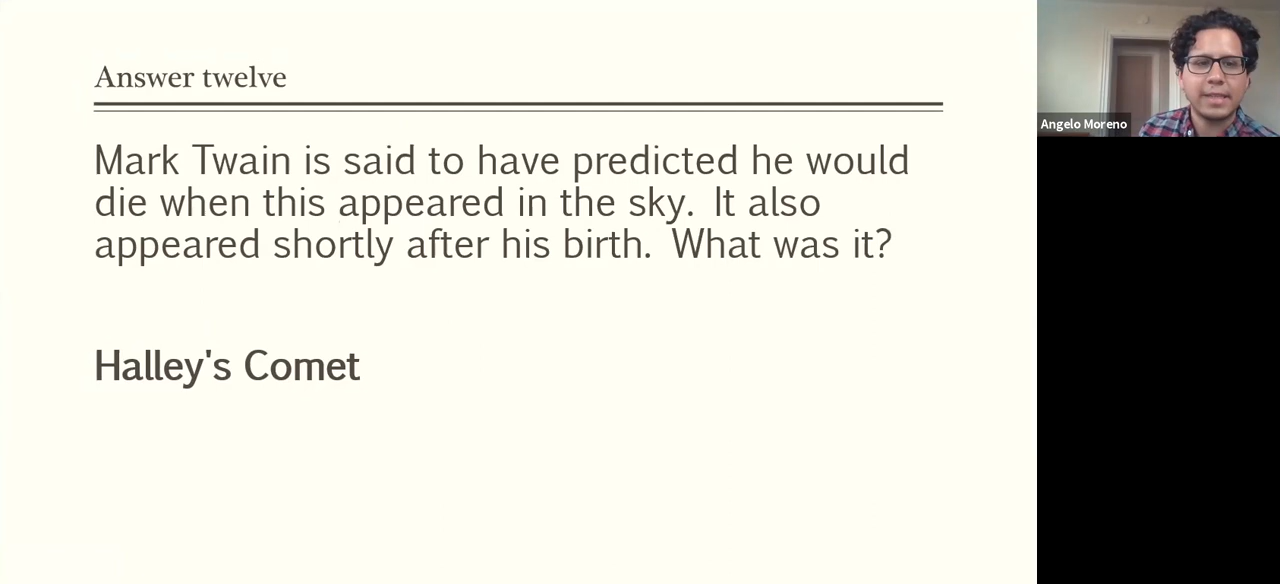 Answer twelve
Mark Twain is said to have predicted he would
die when this appeared in the sky.  It also
appeared shortly after his birth.  What was it?
Halley's Comet
Angelo Moreno